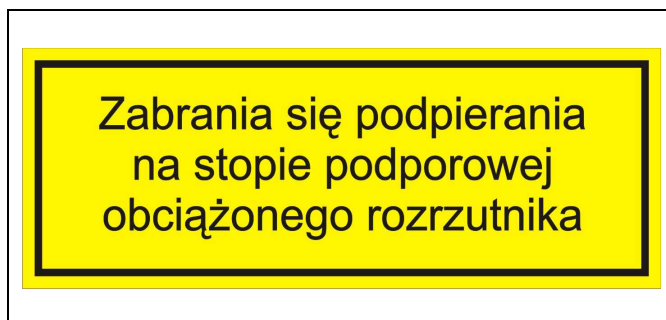 Zabrania się podpierania
na stopie podporowej
obciążonego rozrzutnika